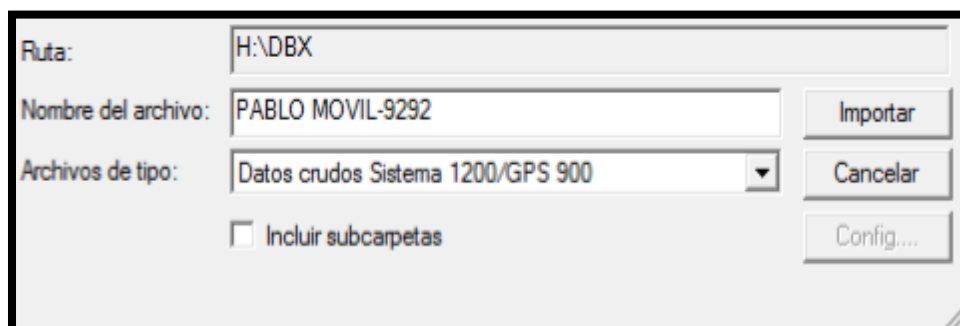 Ruta: H:\DBX
Nombre del archivo: PABLO MOVIL-9292 Importar
Archivos de tipo: Datos crudos Sistema 1200/GPS 900 Cancelar
Incluir subcarpetas Config....